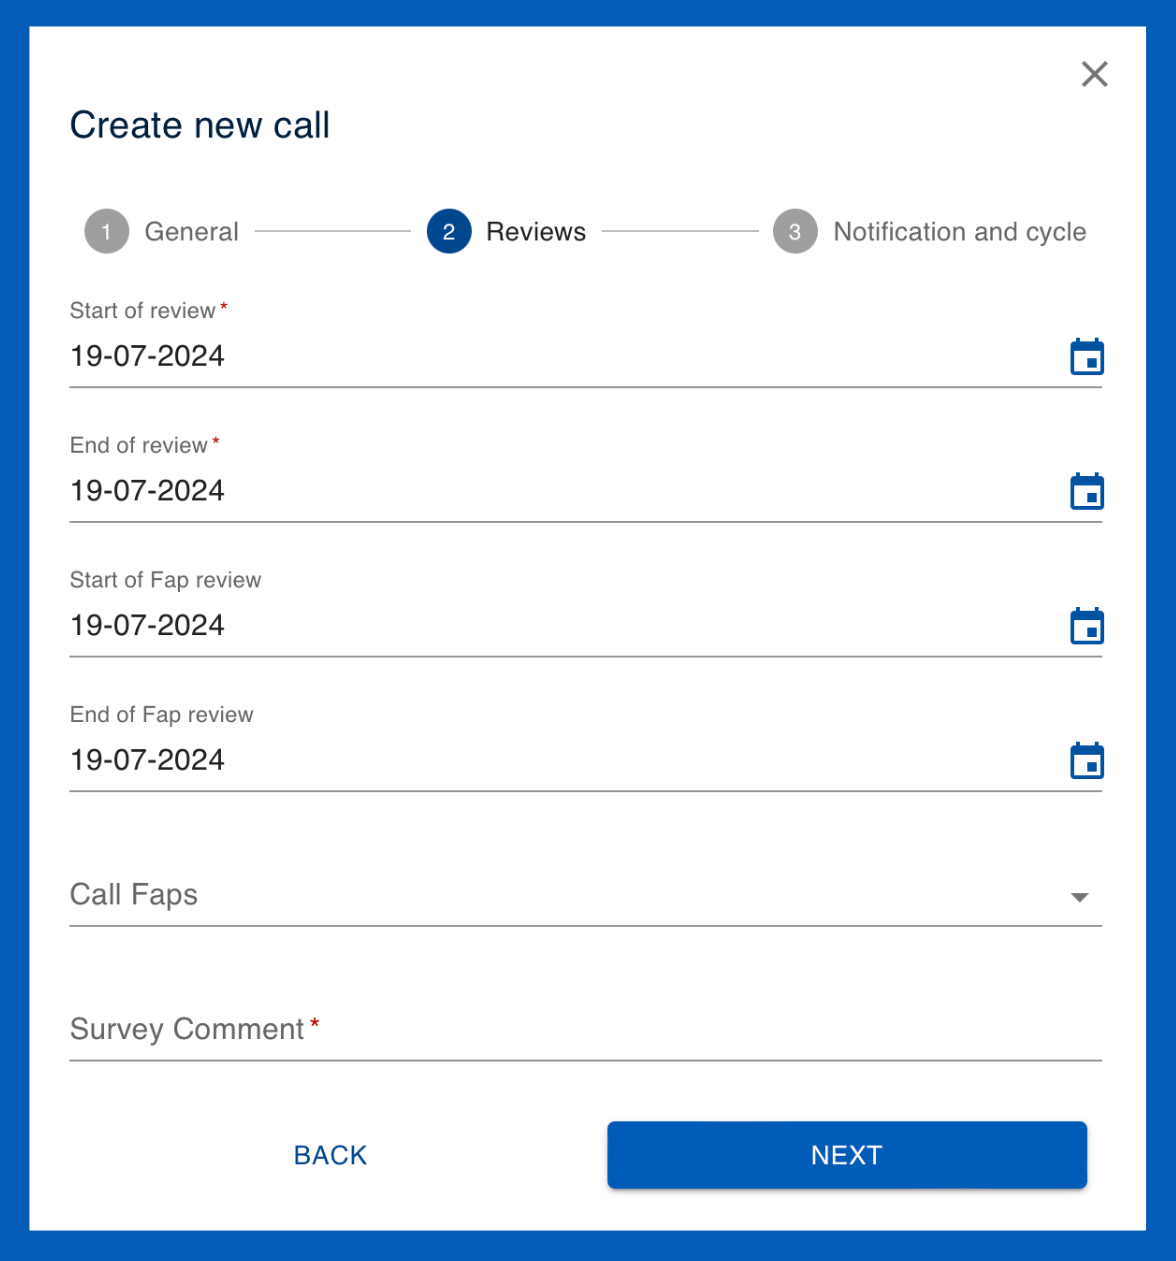 Create new call
1 General 2 Reviews 3 Notification and cycle
Start of review*
19-07-2024
End of review*
19-07-2024
Start of Fap review
19-07-2024
End of Fap review
19-07-2024
Call Faps
Survey Comment*
BACK NEXT